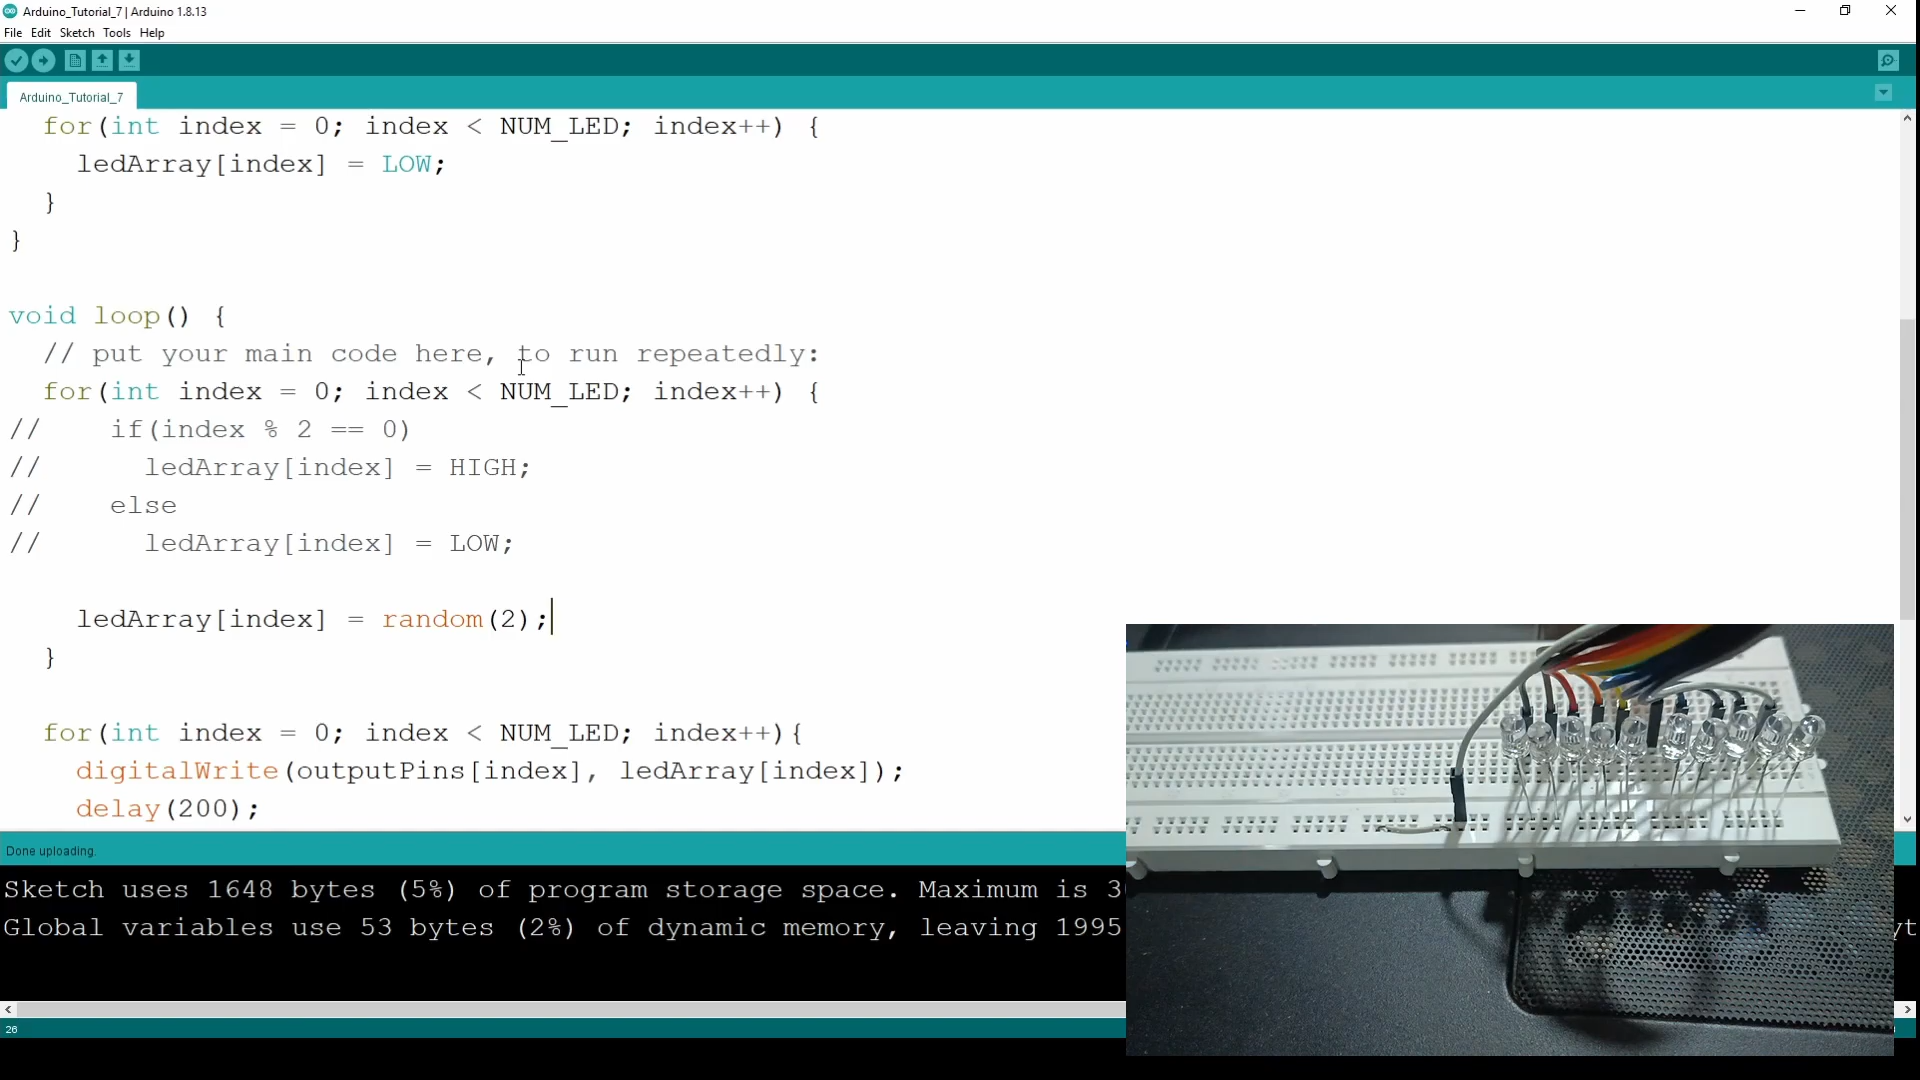 Arduino_Tutorial_7 | Arduino 1.8.13
File Edit Sketch Tools Help
Arduino_Tutorial_7
for(int index = 0; index < NUM_LED; index++) {
ledArray[index] = LOW;
}
}
void loop() {
// put your main code here, to run repeatedly:
for(int index = 0; index < NUM_LED; index++) {
// if(index % 2 == 0)
// ledArray[index] = HIGH;
// else
// ledArray[index] = LOW;
ledArray[index] = random(2);
}
for(int index = 0; index < NUM_LED; index++){
digitalWrite(outputPins[index], ledArray[index]);
delay(200);
Done uploading.
Sketch uses 1648 bytes (5%) of program storage space. Maximum is 3
Global variables use 53 bytes (2%) of dynamic memory, leaving 1995 yt
26